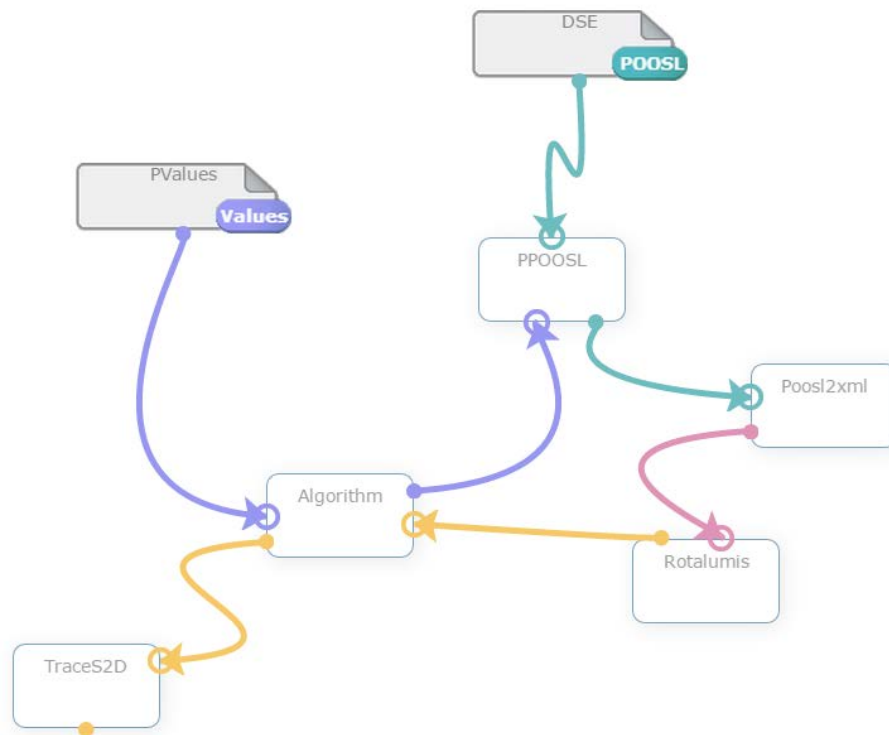 DSE
POOSL
PValues
Values
PPOOSL
Poosl2xml
Algorithm
Rotalumis
TraceS2D